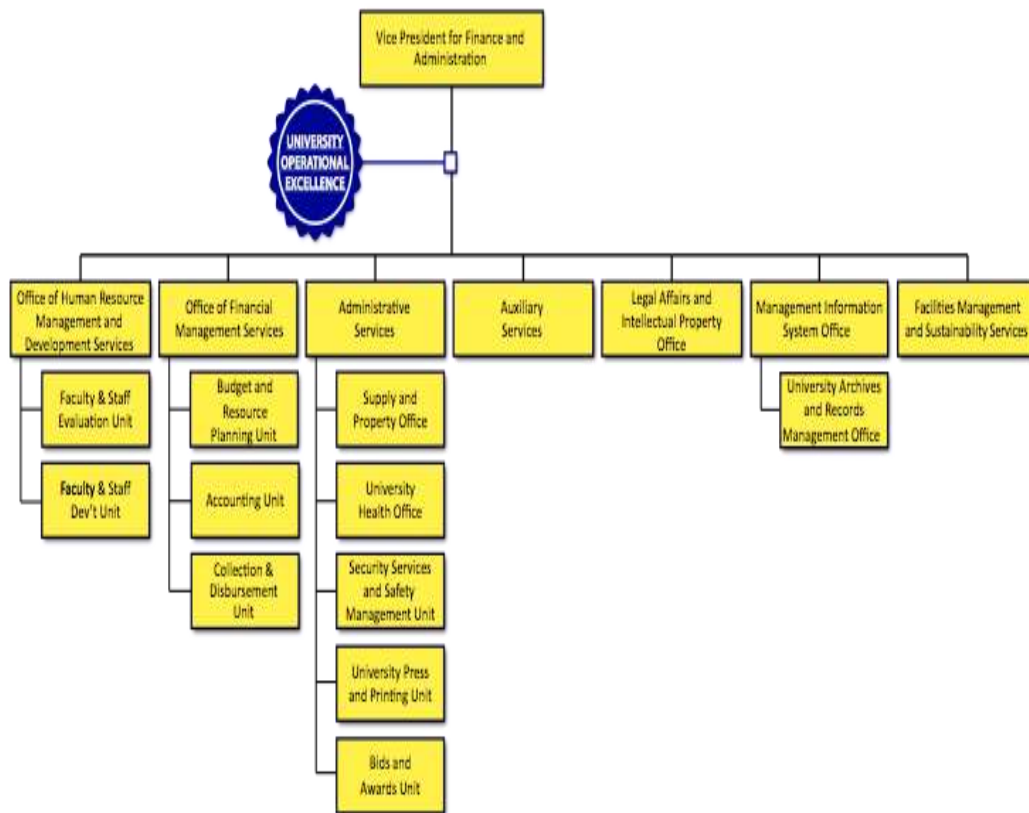 Vice President for Finance and
Administration
UNIVERSITY
OPERATIONAL
EXCELLENCE
Office of Human Resource
Management and
Development Services
Office of Financial
Management Services
Administrative
Services
Auxiliary
Services
Legal Affairs and
Intellectual Property
Office
Management Information
System Office
Facilities Management
and Sustainability Services
Faculty & Staff
Evaluation Unit
Faculty & Staff
Dev't Unit
Budget and
Resource
Planning Unit
Accounting Unit
Collection &
Disbursement
Unit
Supply and
Property Office
University
Health Office
Security Services
and Safety
Management Unit
University Press
and Printing Unit
Bids and
Awards Unit
University Archives
and Records
Management Office